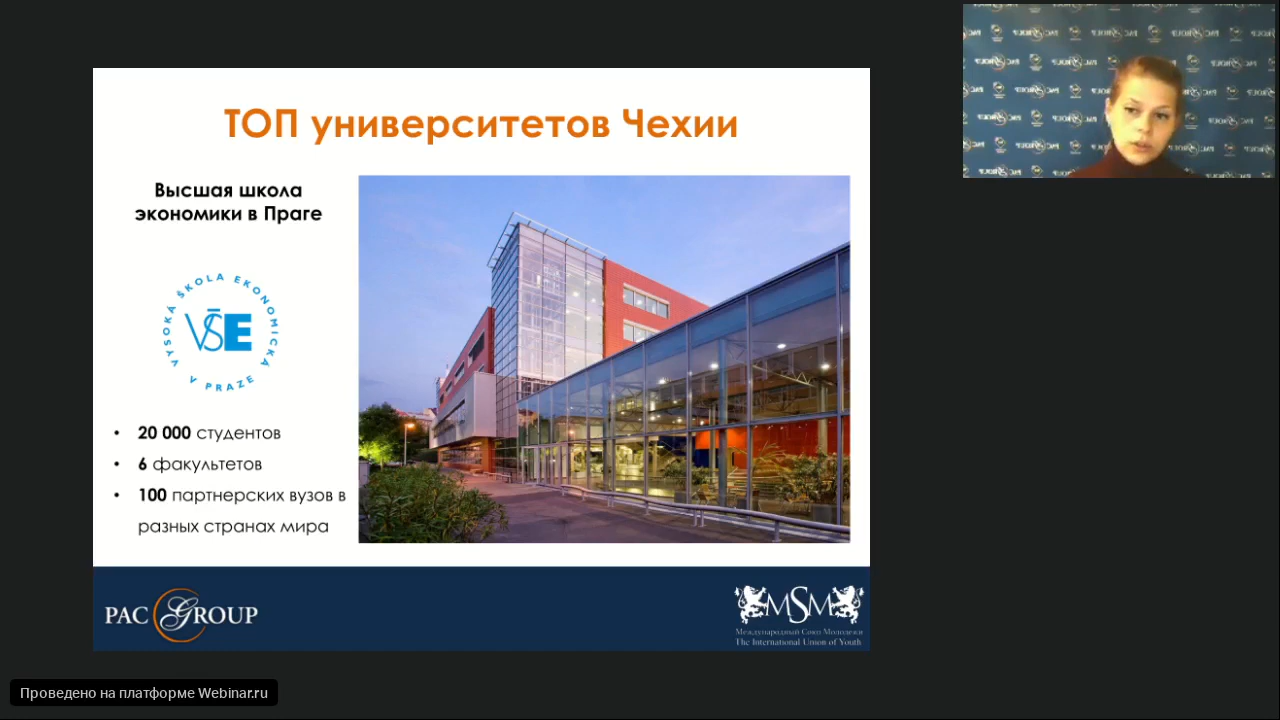 ТОП университетов Чехии
Высшая школа
экономики в Праге
VYSOKÁ ŠKOLA EKONOMICKÁ
V PRAZE
VŠE
• 20 000 студентов
• 6 факультетов
• 100 партнерских вузов в
разных странах мира
PAC GROUP
MSM
Международный Союз Молодежи
The International Union of Youth
Проведено на платформе Webinar.ru